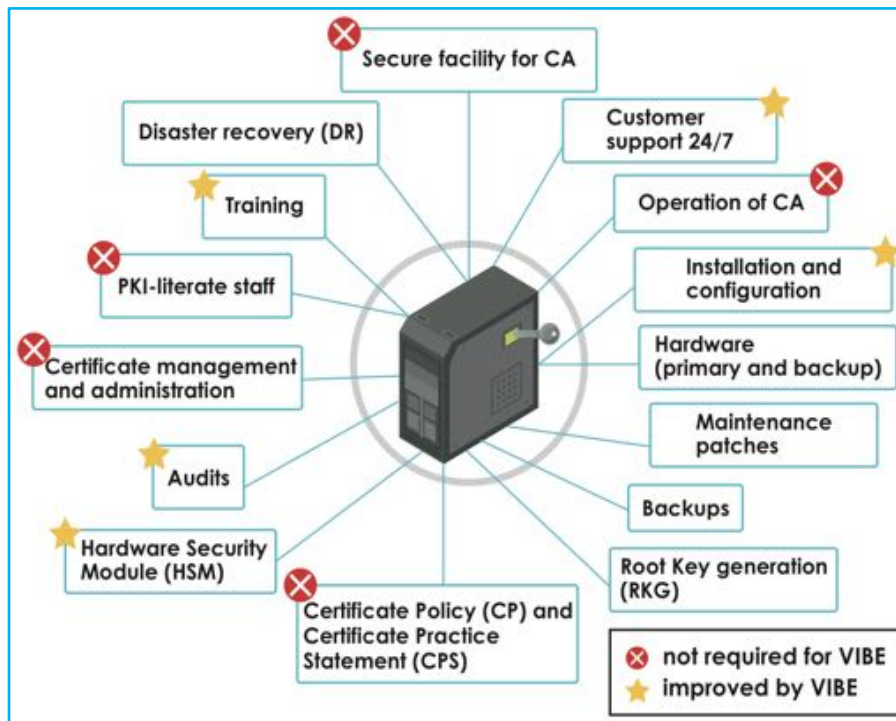 Secure facility for CA
Disaster recovery (DR)
Customer
support 24/7
Training
Operation of CA
PKI-literate staff
Installation and
configuration
Certificate management
and administration
Hardware
(primary and backup)
Maintenance
patches
Audits
Backups
Hardware Security
Module (HSM)
Root Key generation
(RKG)
Certificate Policy (CP) and
Certificate Practice
Statement (CPS)
not required for VIBE
improved by VIBE